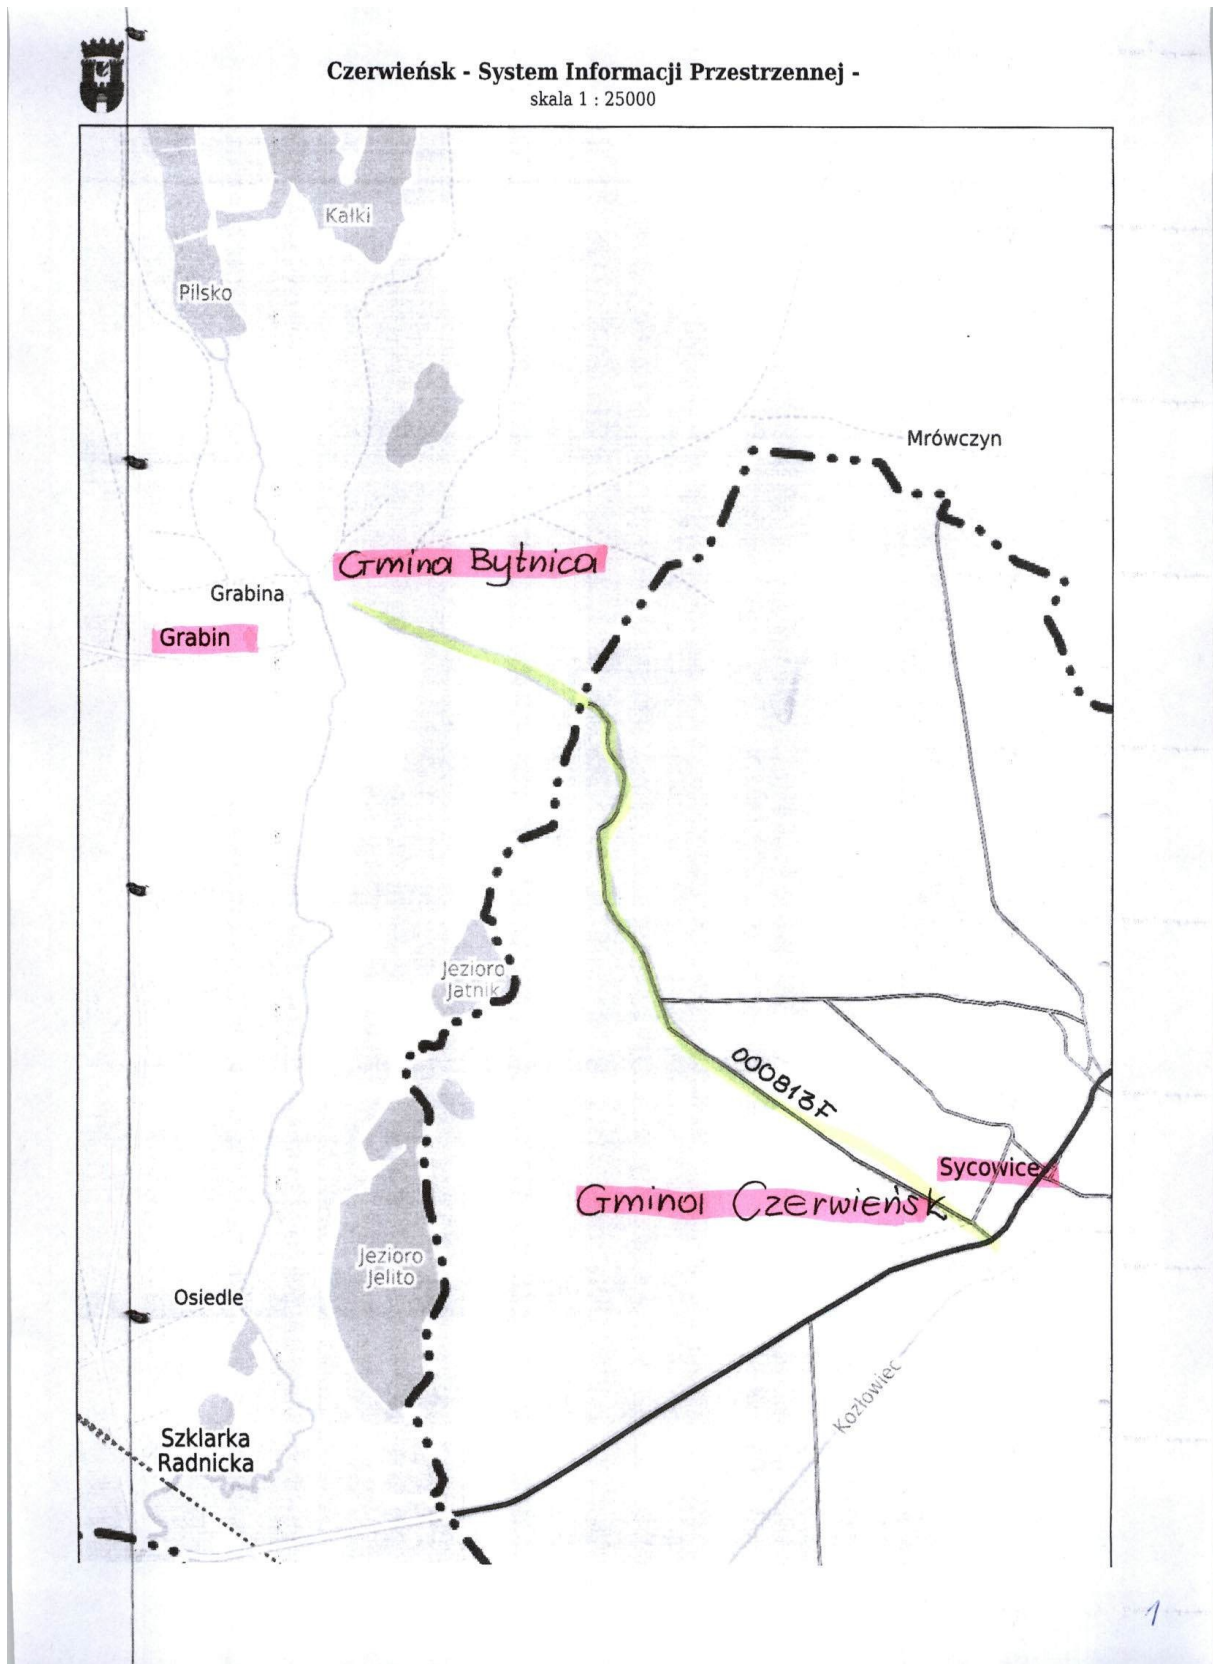 Czerwieńsk - System Informacji Przestrzennej -
skala 1 : 25000
Kałki
Pilsko
Mrówczyn
Gmina Bytnica
Grabina
Grabin
Jezioro
Jatnik
000813F
Sycowice
Gmina Czerwieńsk
Jezioro
Jelito
Osiedle
Kozłowiec
Szklarka
Radnicka
1